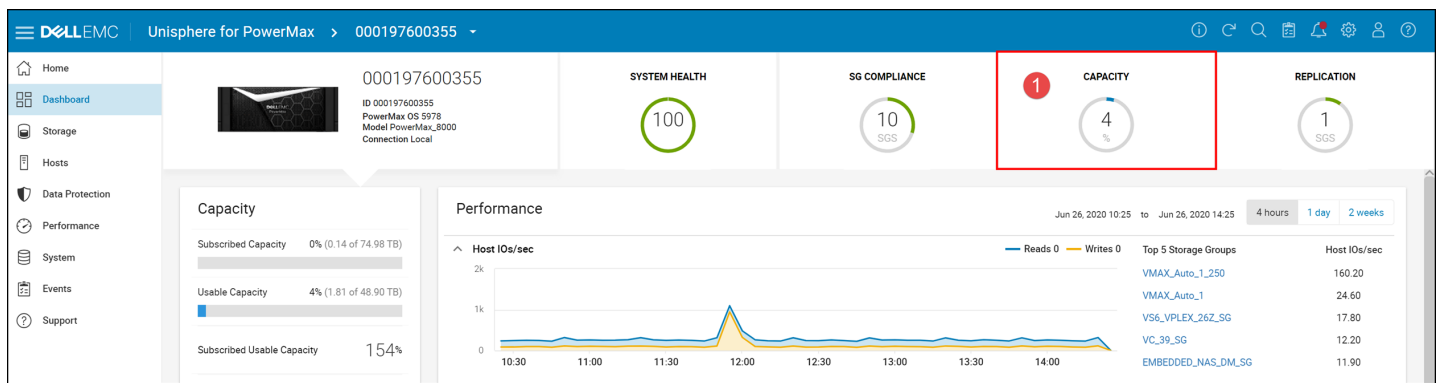 DELLEMC Unisphere for PowerMax > 000197600355
Home
Dashboard
Storage
Hosts
Data Protection
Performance
System
Events
Support
000197600355
ID 000197600355
PowerMax OS 5978
Model PowerMax_8000
Connection Local
SYSTEM HEALTH
100
SG COMPLIANCE
10
SGS
1
CAPACITY
4
%
REPLICATION
1
SGS
Capacity
Subscribed Capacity 0% (0.14 of 74.98 TB)
Usable Capacity 4% (1.81 of 48.90 TB)
Subscribed Usable Capacity 154%
Performance
Jun 26, 2020 10:25 to Jun 26, 2020 14:25 4 hours 1 day 2 weeks
Host IOs/sec
Reads 0 Writes 0
2k
1k
0
10:30 11:00 11:30 12:00 12:30 13:00 13:30 14:00
Top 5 Storage Groups Host IOs/sec
VMAX_Auto_1_250 160.20
VMAX_Auto_1 24.60
VS6_VPLEX_26Z_SG 17.80
VC_39_SG 12.20
EMBEDDED_NAS_DM_SG 11.90